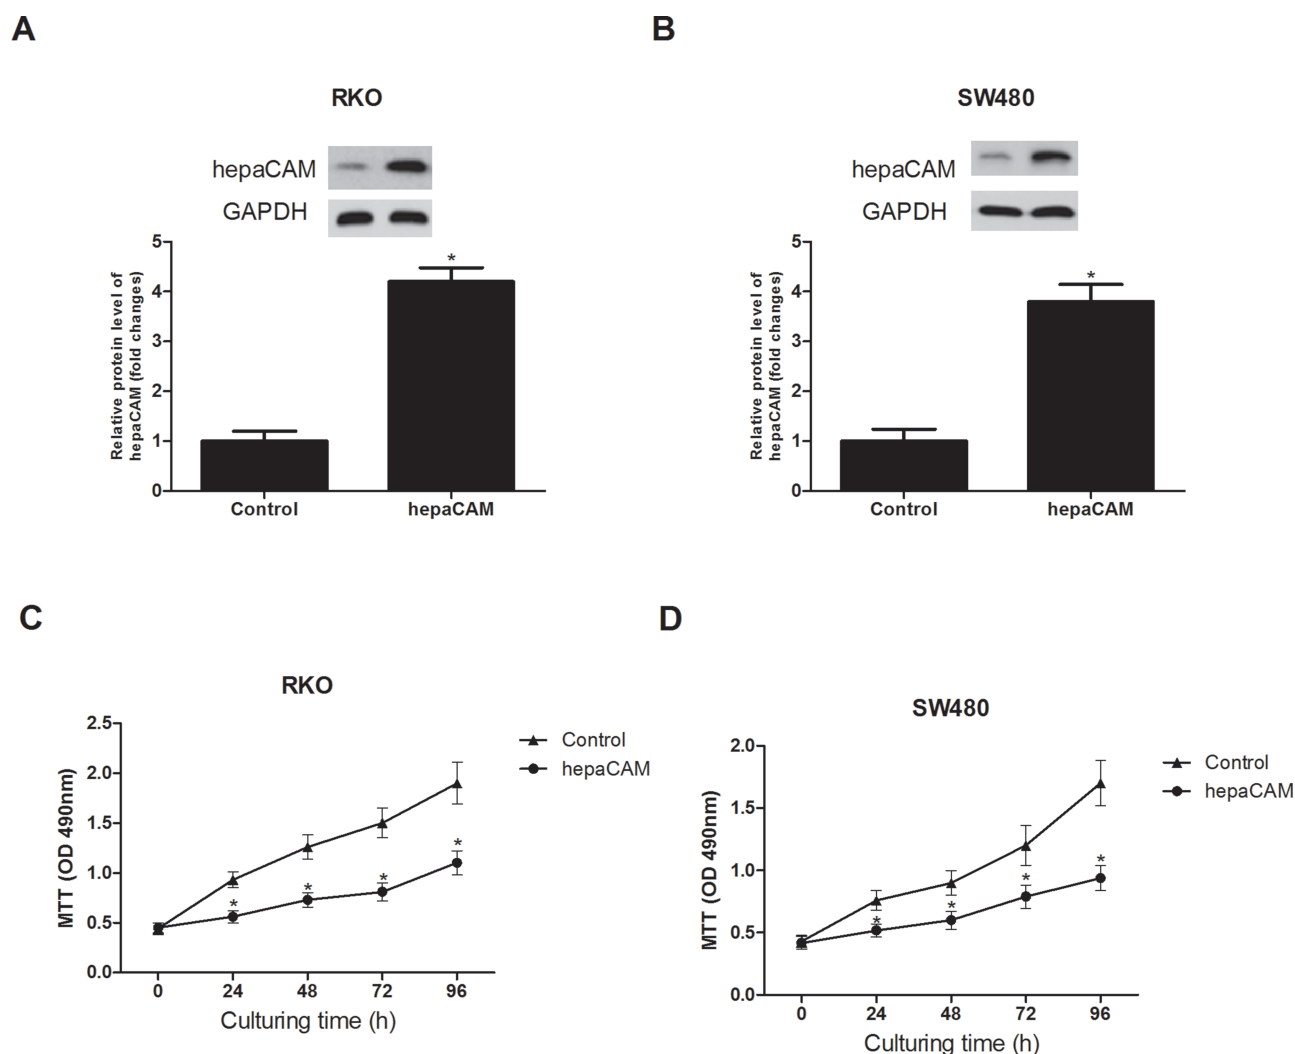 A
RKO
hepaCAM
GAPDH
Relative protein level of
hepaCAM (fold changes)
5
4
3
2
1
0
*
Control
hepaCAM
B
SW480
hepaCAM
GAPDH
Relative protein level of
hepaCAM (fold changes)
5
4
3
2
1
0
*
Control
hepaCAM
C
RKO
MTT (OD 490nm)
2.5
2.0
1.5
1.0
0.5
0.0
* * * *
0 24 48 72 96
Culturing time (h)
Control
hepaCAM
D
SW480
MTT (OD 490nm)
2.0
1.5
1.0
0.5
0.0
* * * *
0 24 48 72 96
Culturing time (h)
Control
hepaCAM